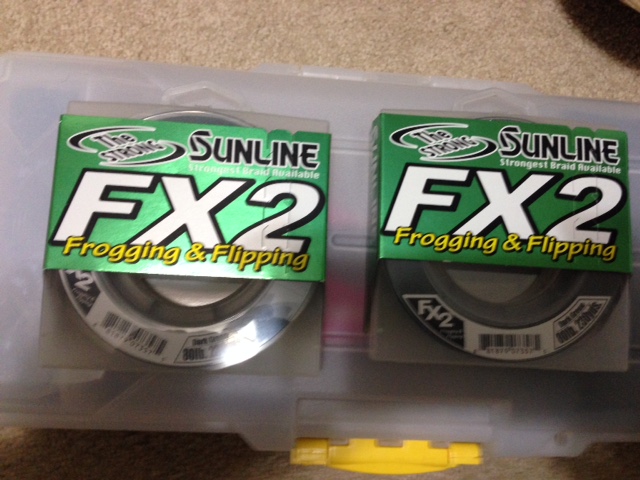 The
STRONG
SUNLINE
Strongest Braid Available
FX2
Frogging & Flipping
80lb.
The
STRONG
SUNLINE
Strongest Braid Available
FX2
Frogging & Flipping
FX2